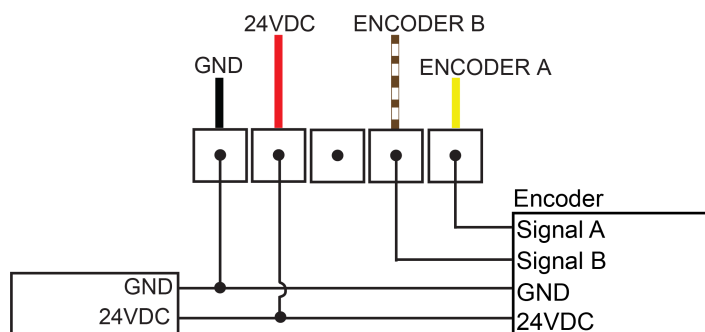 24VDC ENCODER B
GND ENCODER A
Encoder
Signal A
Signal B
GND GND
24VDC 24VDC